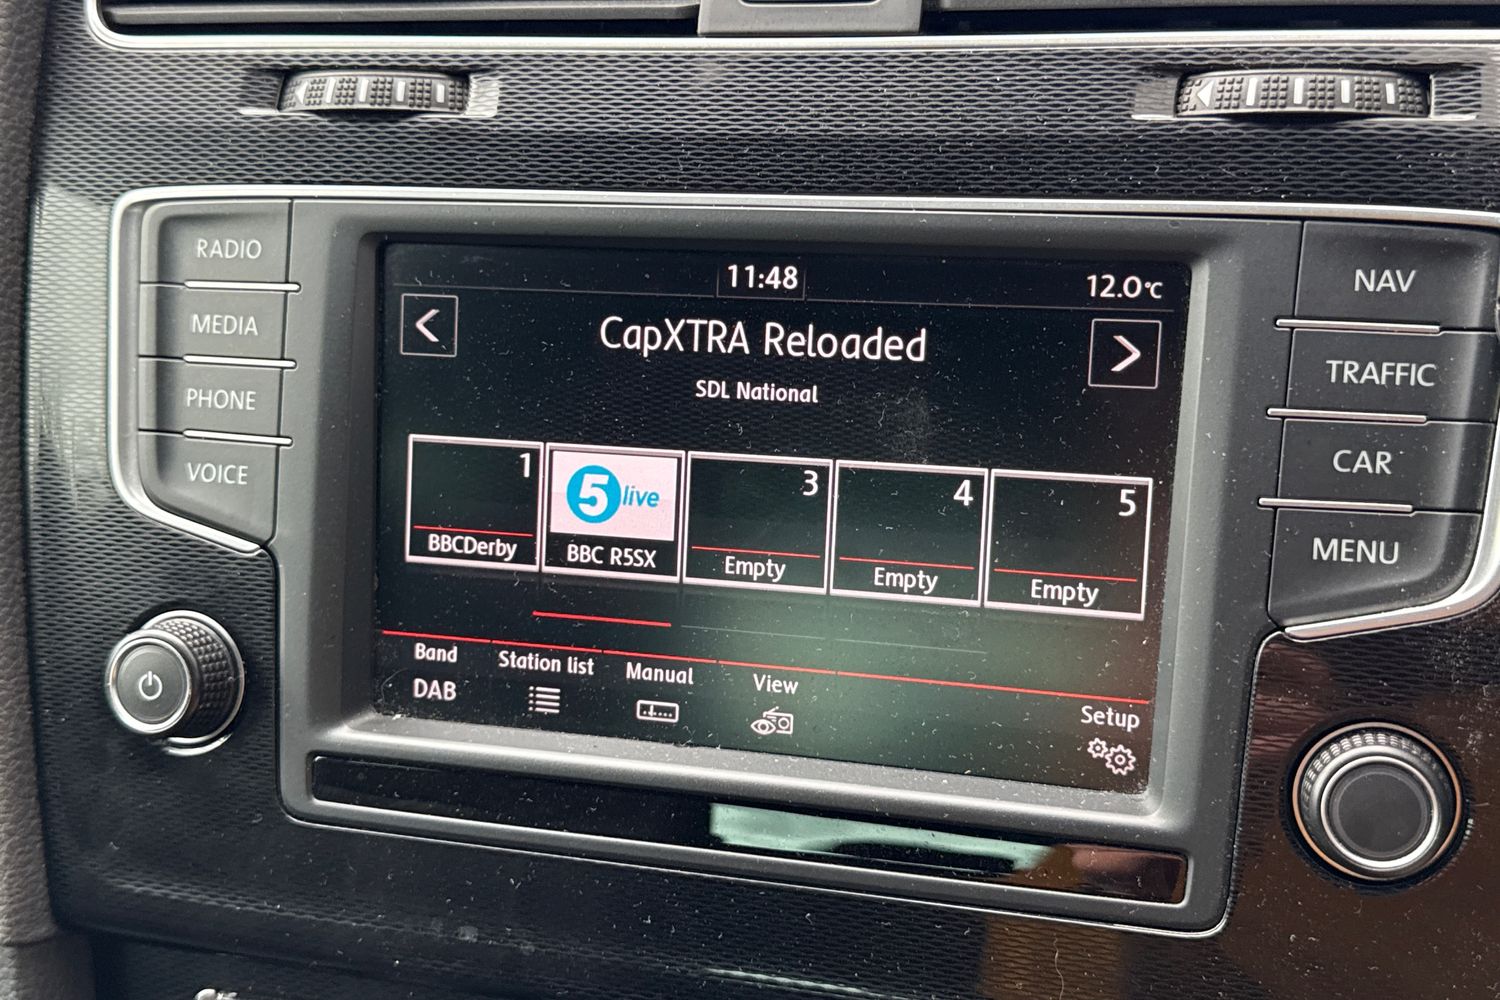 RADIO
MEDIA
PHONE
VOICE
11:48
12.0°C
CapXTRA Reloaded
SDL National
1
BBCDerby
5 live
BBC R5SX
3
Empty
4
Empty
5
Empty
Band
DAB
Station list
Manual
View
Setup
NAV
TRAFFIC
CAR
MENU